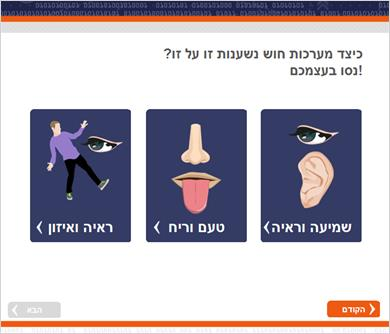 כיצד מערכות חוש נשענות זו על זו?
נסו בעצמכם!
שמיעה וראיה
טעם וריח
ראיה ואיזון
הקודם
הבא